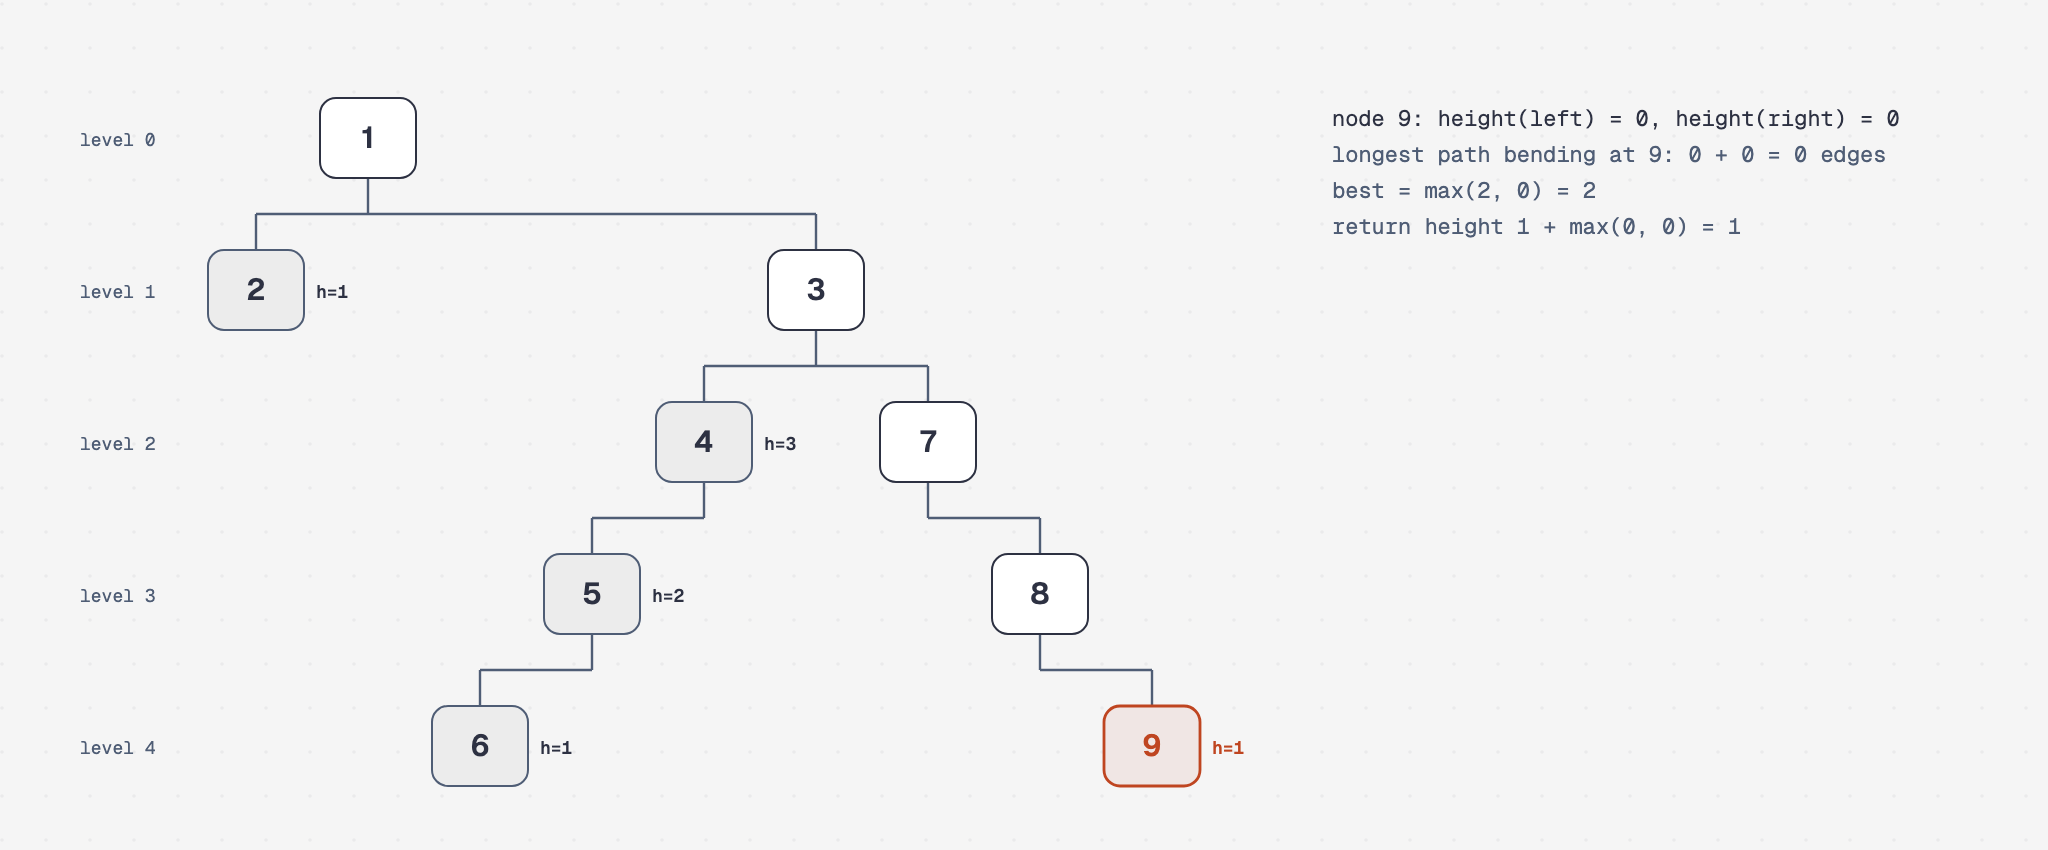 level 0
1
level 1
2
h=1
3
level 2
4
h=3
7
level 3
5
h=2
8
level 4
6
h=1
9
h=1
node 9: height(left) = 0, height(right) = 0
longest path bending at 9: 0 + 0 = 0 edges
best = max(2, 0) = 2
return height 1 + max(0, 0) = 1